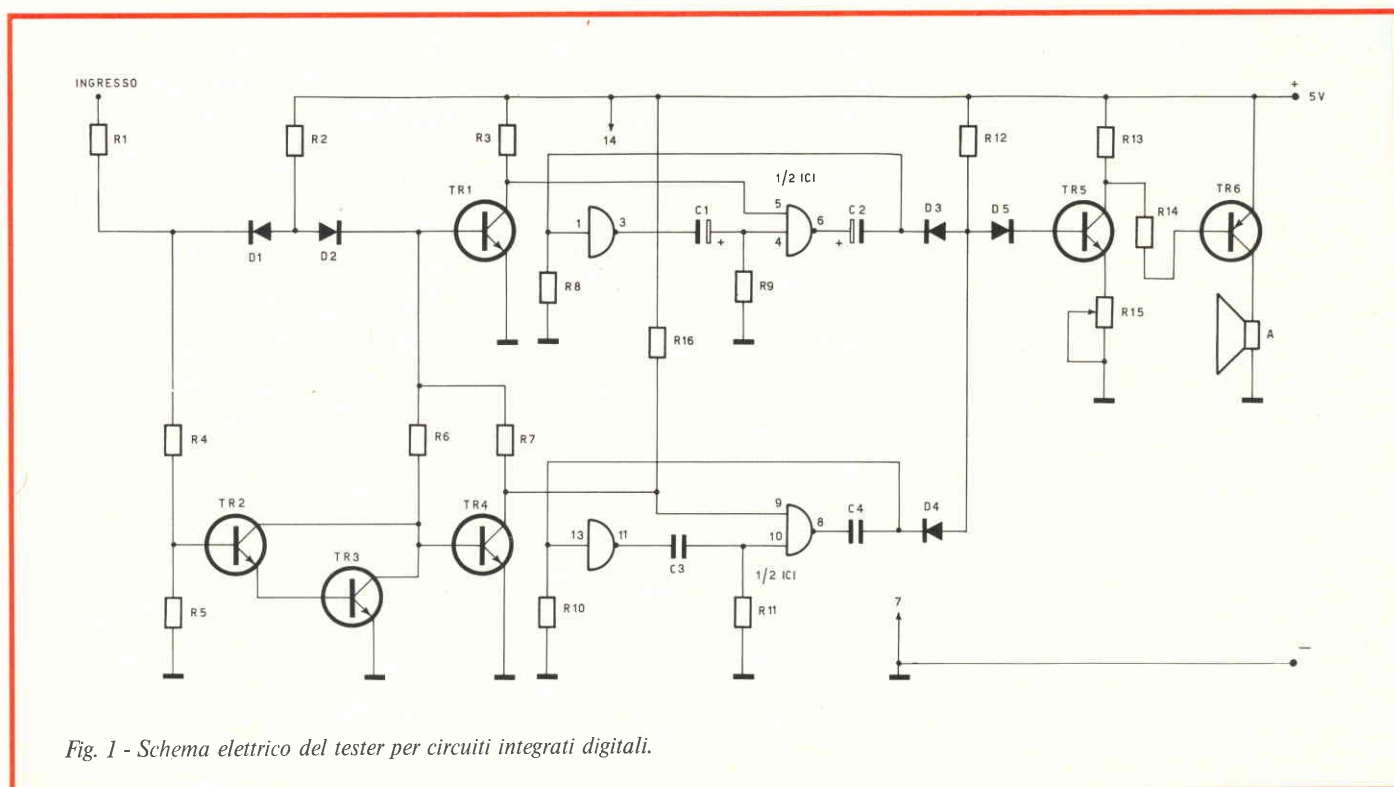 INGRESSO
+
5V
R1
R2
R3
14
R12
R13
TR1
1/2 ICI
TR5
TR6
5
1
3
C1
+
4
6
C2
+
D3
D5
R14
D1
D2
R8
R9
R15
A
R16
R4
R6
R7
TR2
TR4
9
D4
13
11
8
C4
10
TR3
C3
1/2 ICI
R5
R10
R11
7
−
Fig. 1 - Schema elettrico del tester per circuiti integrati digitali.